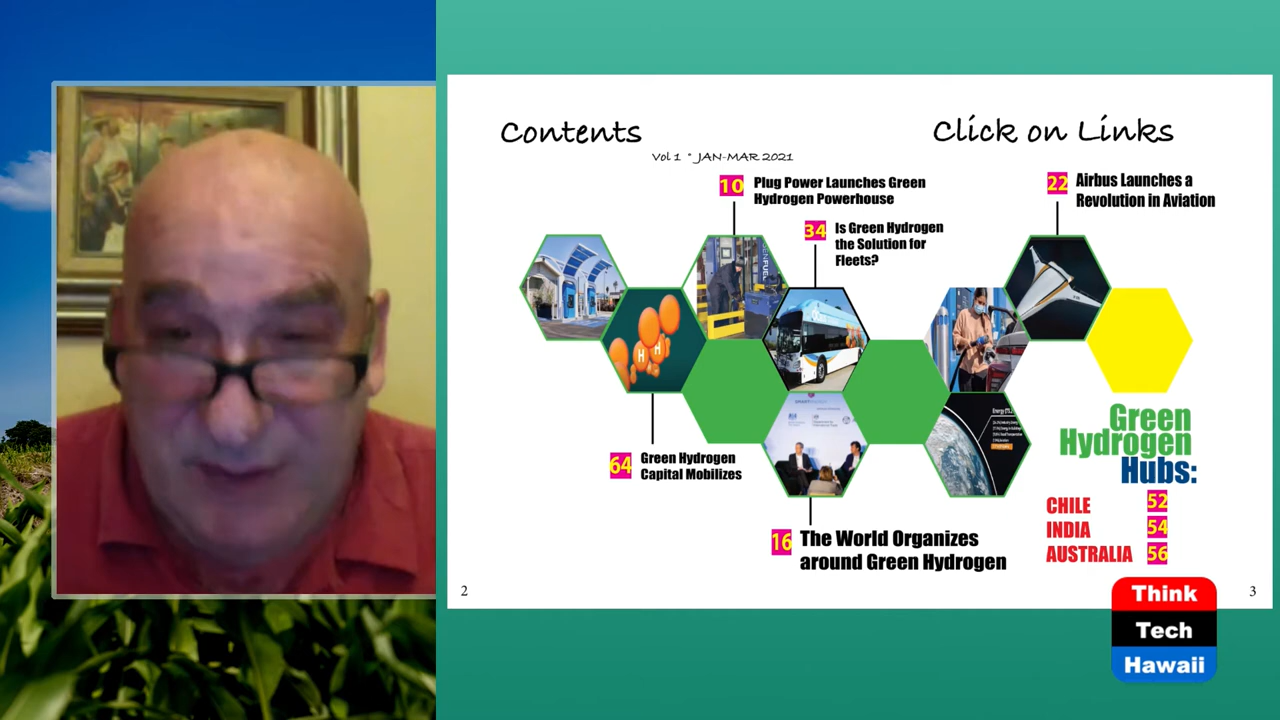 Contents
Click on Links
Vol 1 * JAN-MAR 2021
10
Plug Power Launches Green
Hydrogen Powerhouse
22
Airbus Launches a
Revolution in Aviation
34
Is Green Hydrogen
the Solution for
Fleets?
H H
64
Green Hydrogen
Capital Mobilizes
16
The World Organizes
around Green Hydrogen
Green
Hydrogen
Hubs:
CHILE 52
INDIA 54
AUSTRALIA 56
2
3
Think
Tech
Hawaii